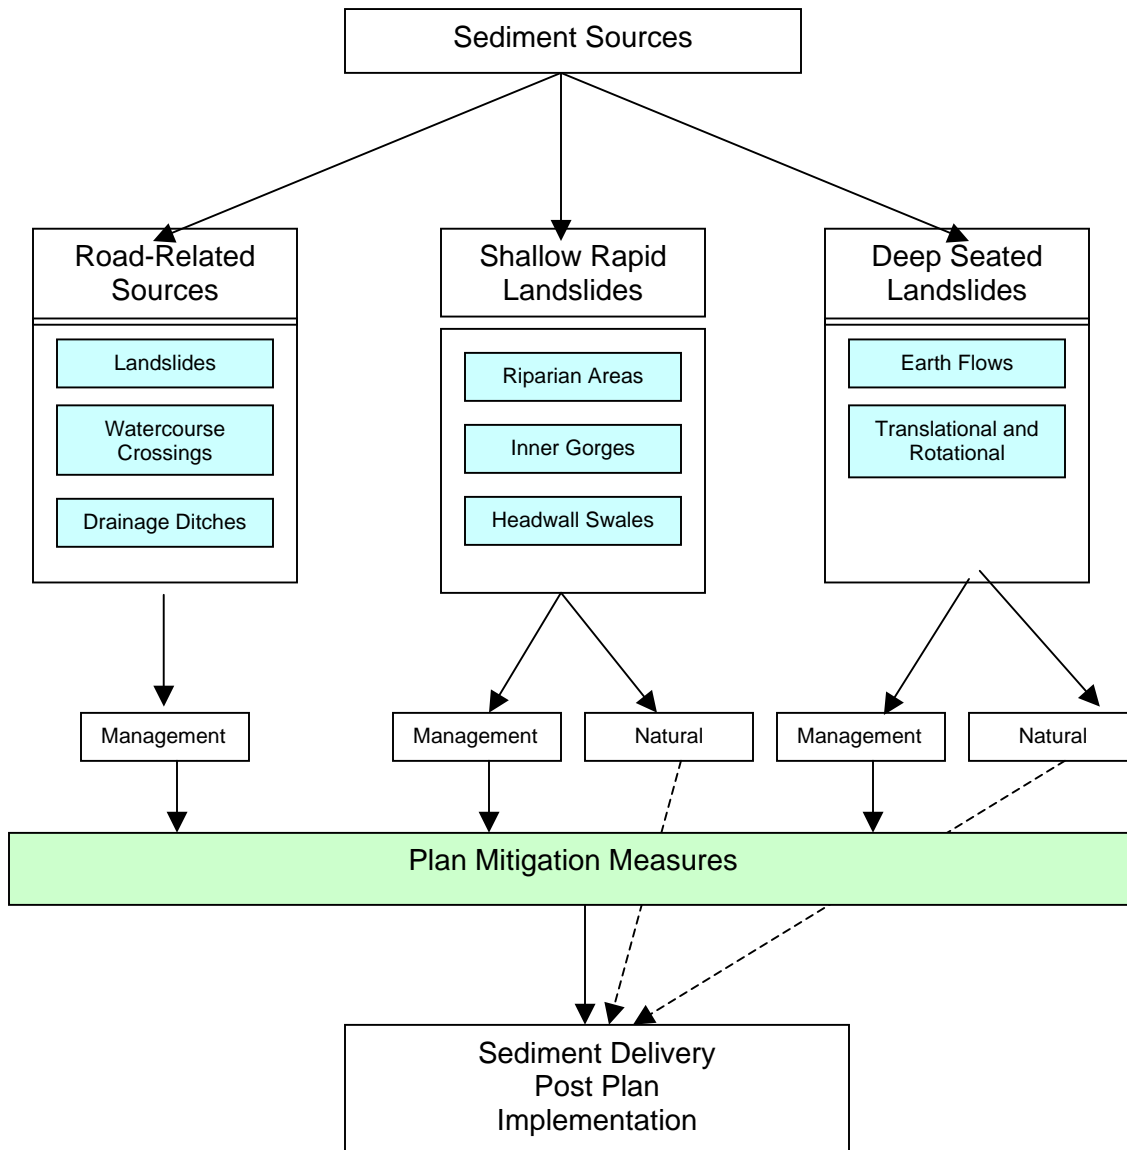 Sediment Sources
Road-Related
Sources
Landslides
Watercourse
Crossings
Drainage Ditches
Shallow Rapid
Landslides
Riparian Areas
Inner Gorges
Headwall Swales
Deep Seated
Landslides
Earth Flows
Translational and
Rotational
Management
Management
Natural
Management
Natural
Plan Mitigation Measures
Sediment Delivery
Post Plan
Implementation